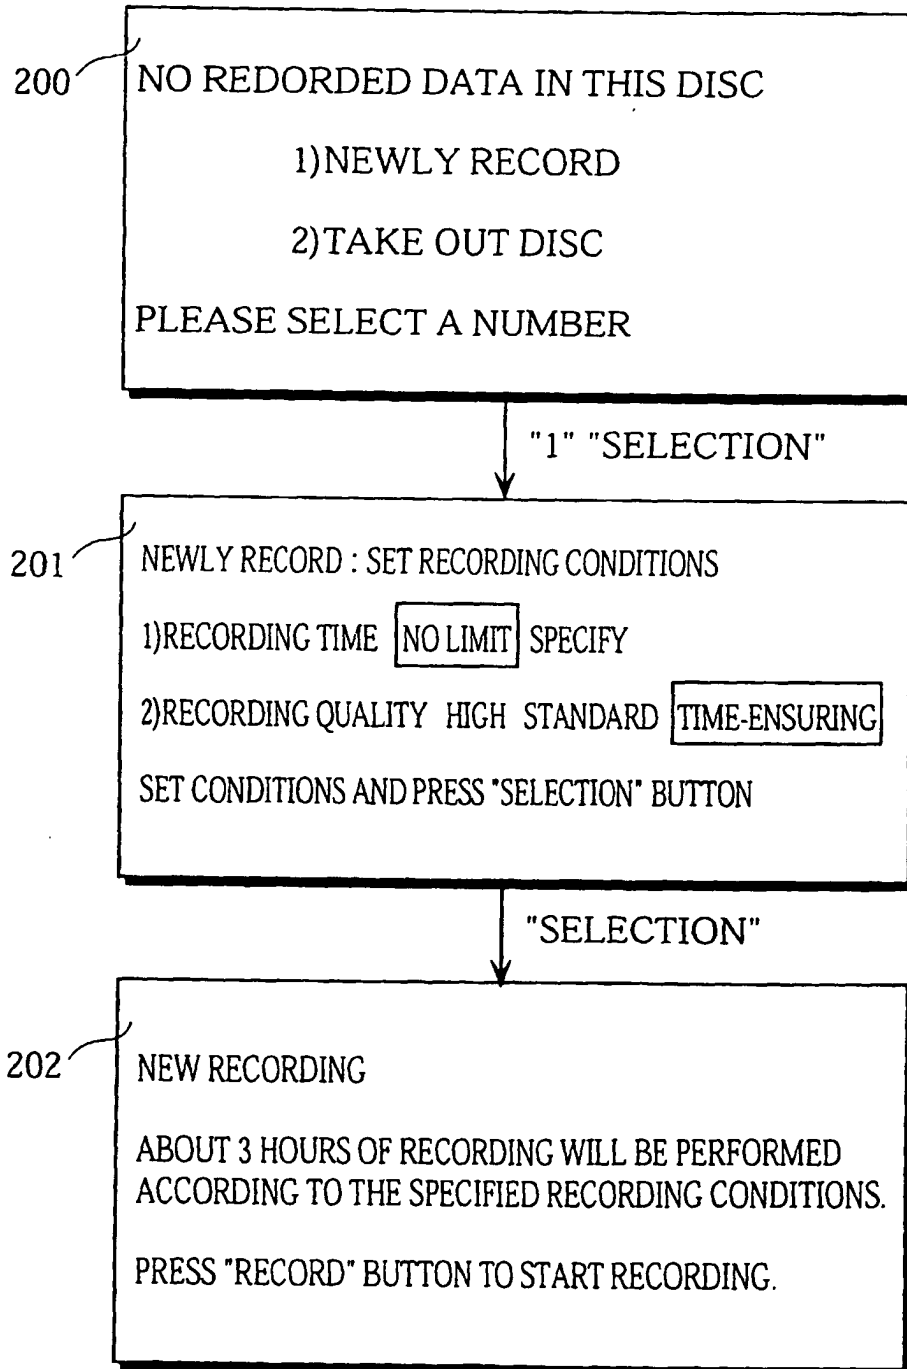 200
NO REDORDED DATA IN THIS DISC
1)NEWLY RECORD
2)TAKE OUT DISC
PLEASE SELECT A NUMBER
"1" "SELECTION"
201
NEWLY RECORD : SET RECORDING CONDITIONS
1)RECORDING TIME NO LIMIT SPECIFY
2)RECORDING QUALITY HIGH STANDARD TIME-ENSURING
SET CONDITIONS AND PRESS "SELECTION" BUTTON
"SELECTION"
202
NEW RECORDING
ABOUT 3 HOURS OF RECORDING WILL BE PERFORMED
ACCORDING TO THE SPECIFIED RECORDING CONDITIONS.
PRESS "RECORD" BUTTON TO START RECORDING.